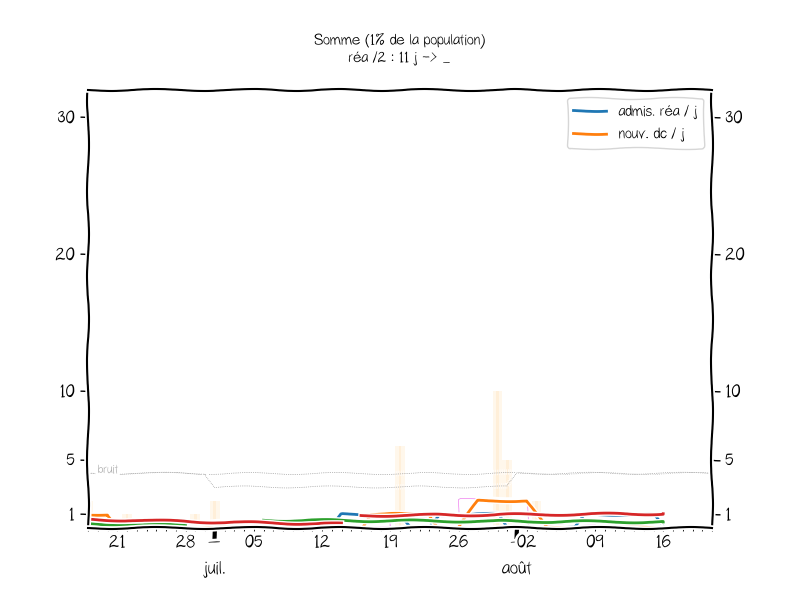 Somme (1% de la population)
réa /2 : 11 j -> _
admis. réa / j
nouv. dc / j
30
30
20
20
10
10
5
5
bruit
1
1
21 28 05 12 19 26 02 09 16
juil. août